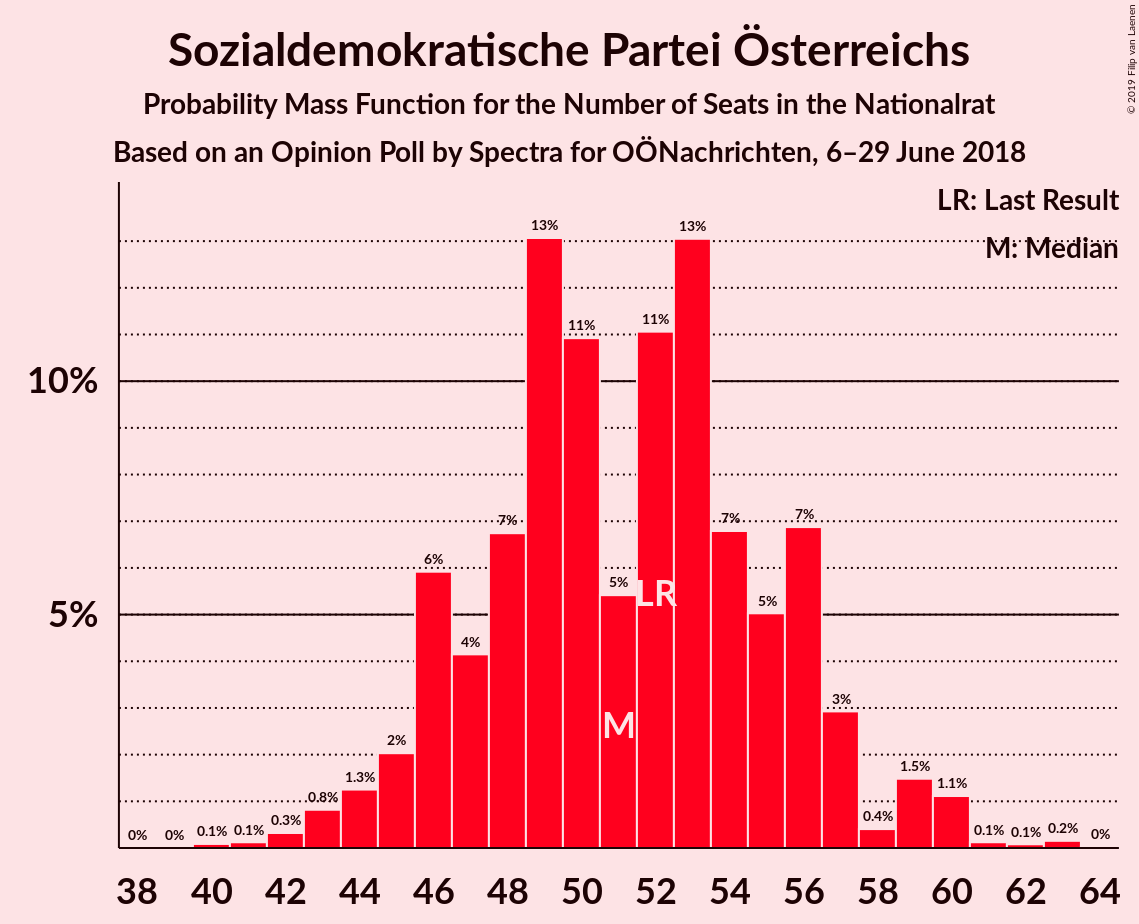 Sozialdemokratische Partei Österreichs
Probability Mass Function for the Number of Seats in the Nationalrat
Based on an Opinion Poll by Spectra for OÖNachrichten, 6–29 June 2018
© 2019 Filip van Laenen
LR: Last Result
M: Median
10%
5%
0% 0% 0.1% 0.1% 0.3% 0.8% 1.3% 2% 6% 4% 7% 13% 11% 5% 11% 13% 7% 5% 7% 3% 0.4% 1.5% 1.1% 0.1% 0.1% 0.2% 0%
LR
M
38 40 42 44 46 48 50 52 54 56 58 60 62 64